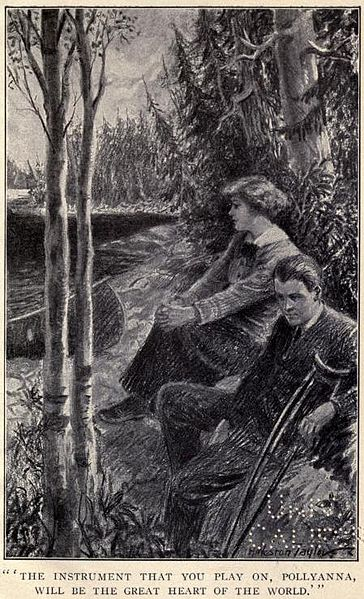 "'THE INSTRUMENT THAT YOU PLAY ON, POLLYANNA,
WILL BE THE GREAT HEART OF THE WORLD.'"